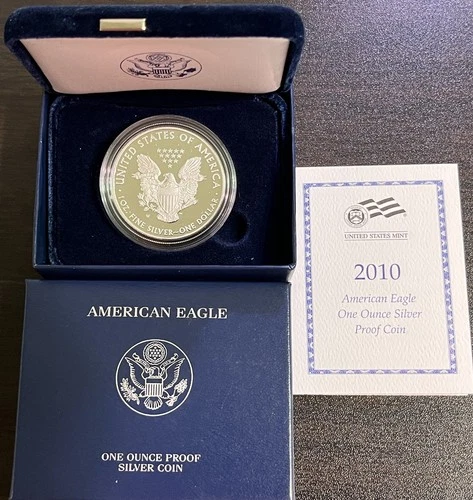 UNITED STATES OF AMERICA
1 OZ. FINE SILVER~ONE DOLLAR
UNITED STATES MINT
2010
American Eagle
One Ounce Silver
Proof Coin
AMERICAN EAGLE
ONE OUNCE PROOF
SILVER COIN